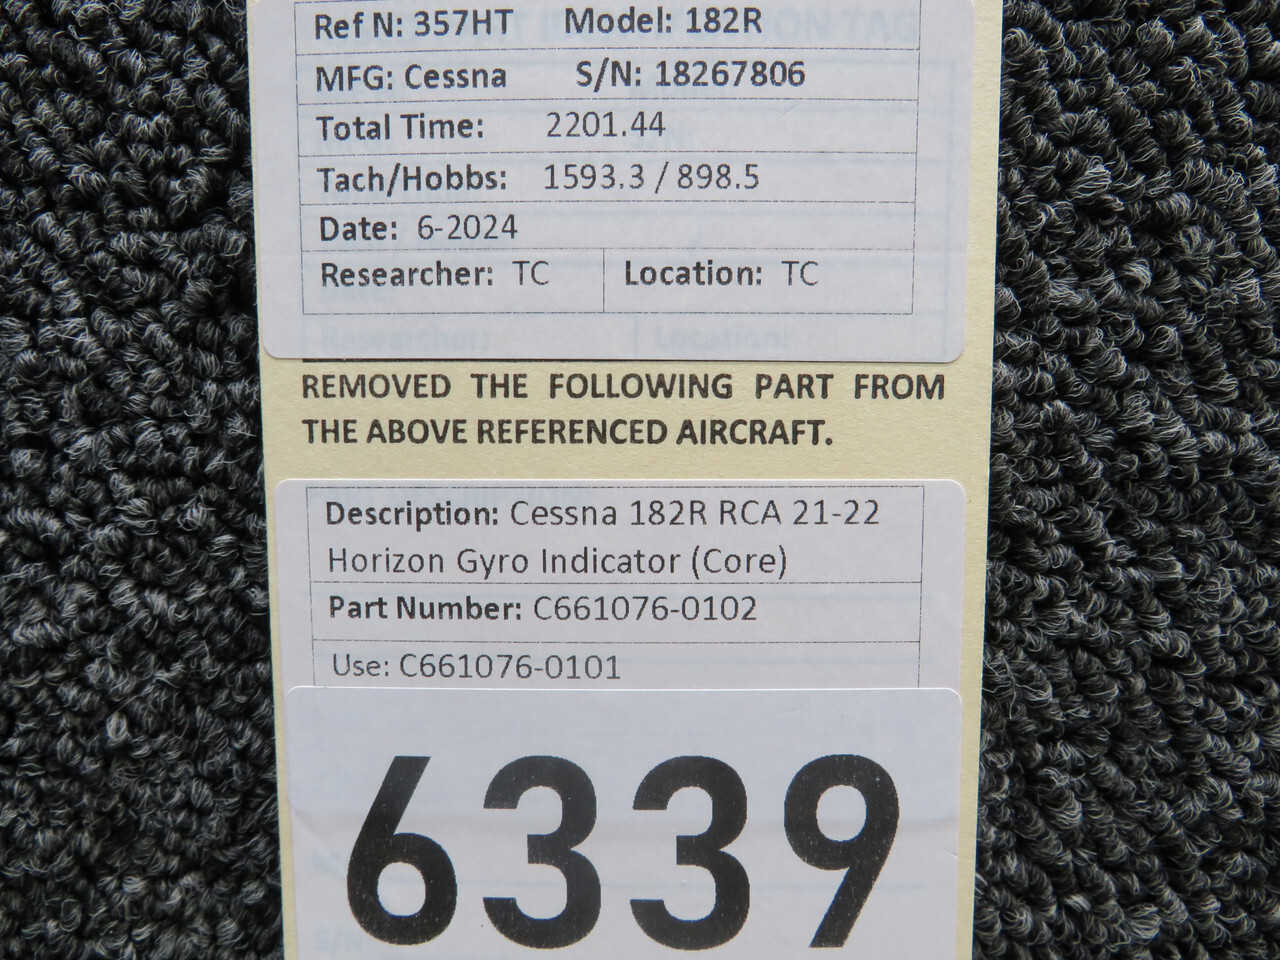 Ref N: 357HT Model: 182R
MFG: Cessna S/N: 18267806
Total Time: 2201.44
Tach/Hobbs: 1593.3 / 898.5
Date: 6-2024
Researcher: TC Location: TC
Researcher: Location:
REMOVED THE FOLLOWING PART FROM
THE ABOVE REFERENCED AIRCRAFT.
Description: Cessna 182R RCA 21-22
Horizon Gyro Indicator (Core)
Part Number: C661076-0102
Use: C661076-0101
6339
S/N: